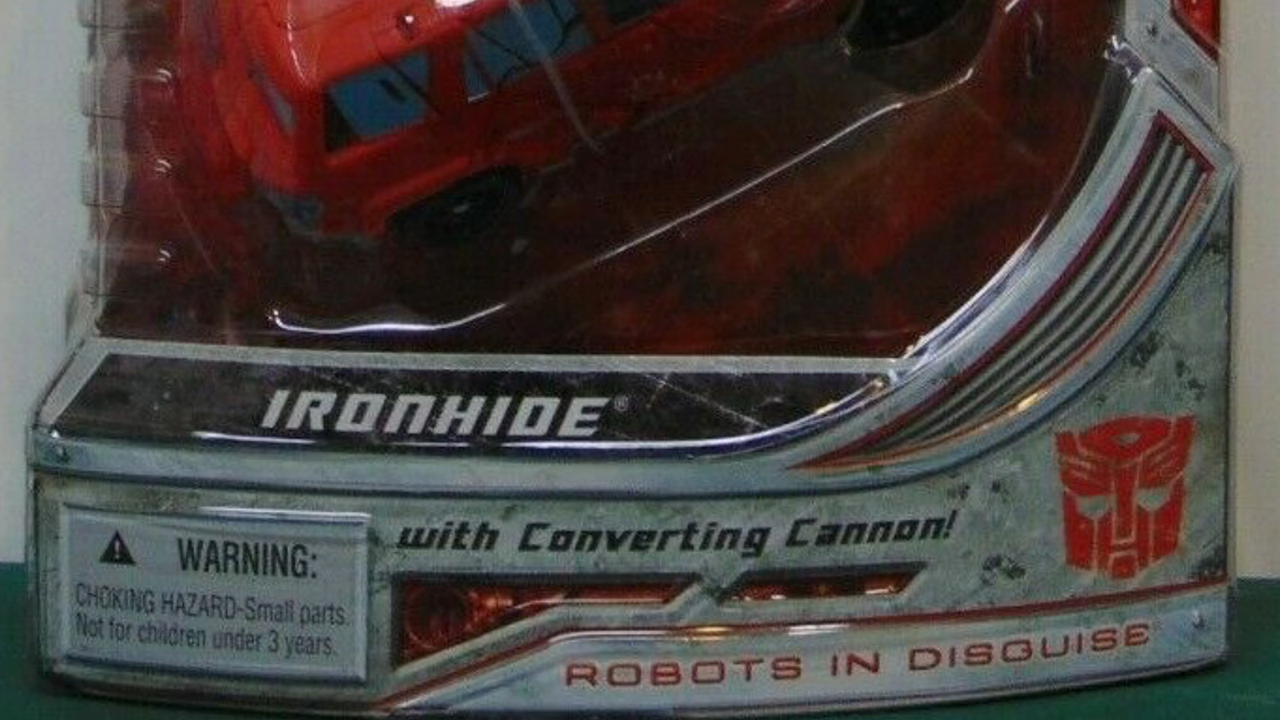 IRONHIDE®
with Converting Cannon!
WARNING:
CHOKING HAZARD-Small parts.
Not for children under 3 years.
ROBOTS IN DISGUISE